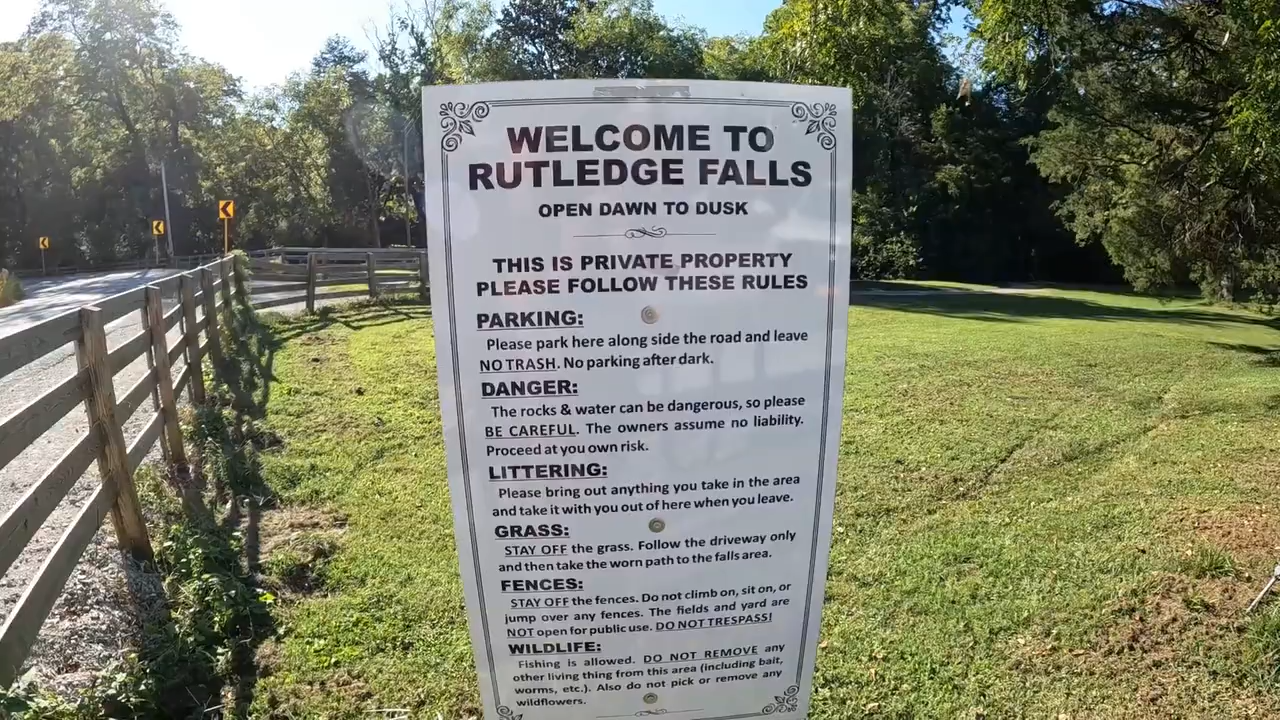 WELCOME TO
RUTLEDGE FALLS
OPEN DAWN TO DUSK
THIS IS PRIVATE PROPERTY
PLEASE FOLLOW THESE RULES
PARKING:
Please park here along side the road and leave
NO TRASH. No parking after dark.
DANGER:
The rocks & water can be dangerous, so please
BE CAREFUL. The owners assume no liability.
Proceed at you own risk.
LITTERING:
Please bring out anything you take in the area
and take it with you out of here when you leave.
GRASS:
STAY OFF the grass. Follow the driveway only
and then take the worn path to the falls area.
FENCES:
STAY OFF the fences. Do not climb on, sit on, or
jump over any fences. The fields and yard are
NOT open for public use. DO NOT TRESPASS!
WILDLIFE:
Fishing is allowed. DO NOT REMOVE any
other living thing from this area (including bait,
worms, etc.). Also do not pick or remove any
wildflowers.